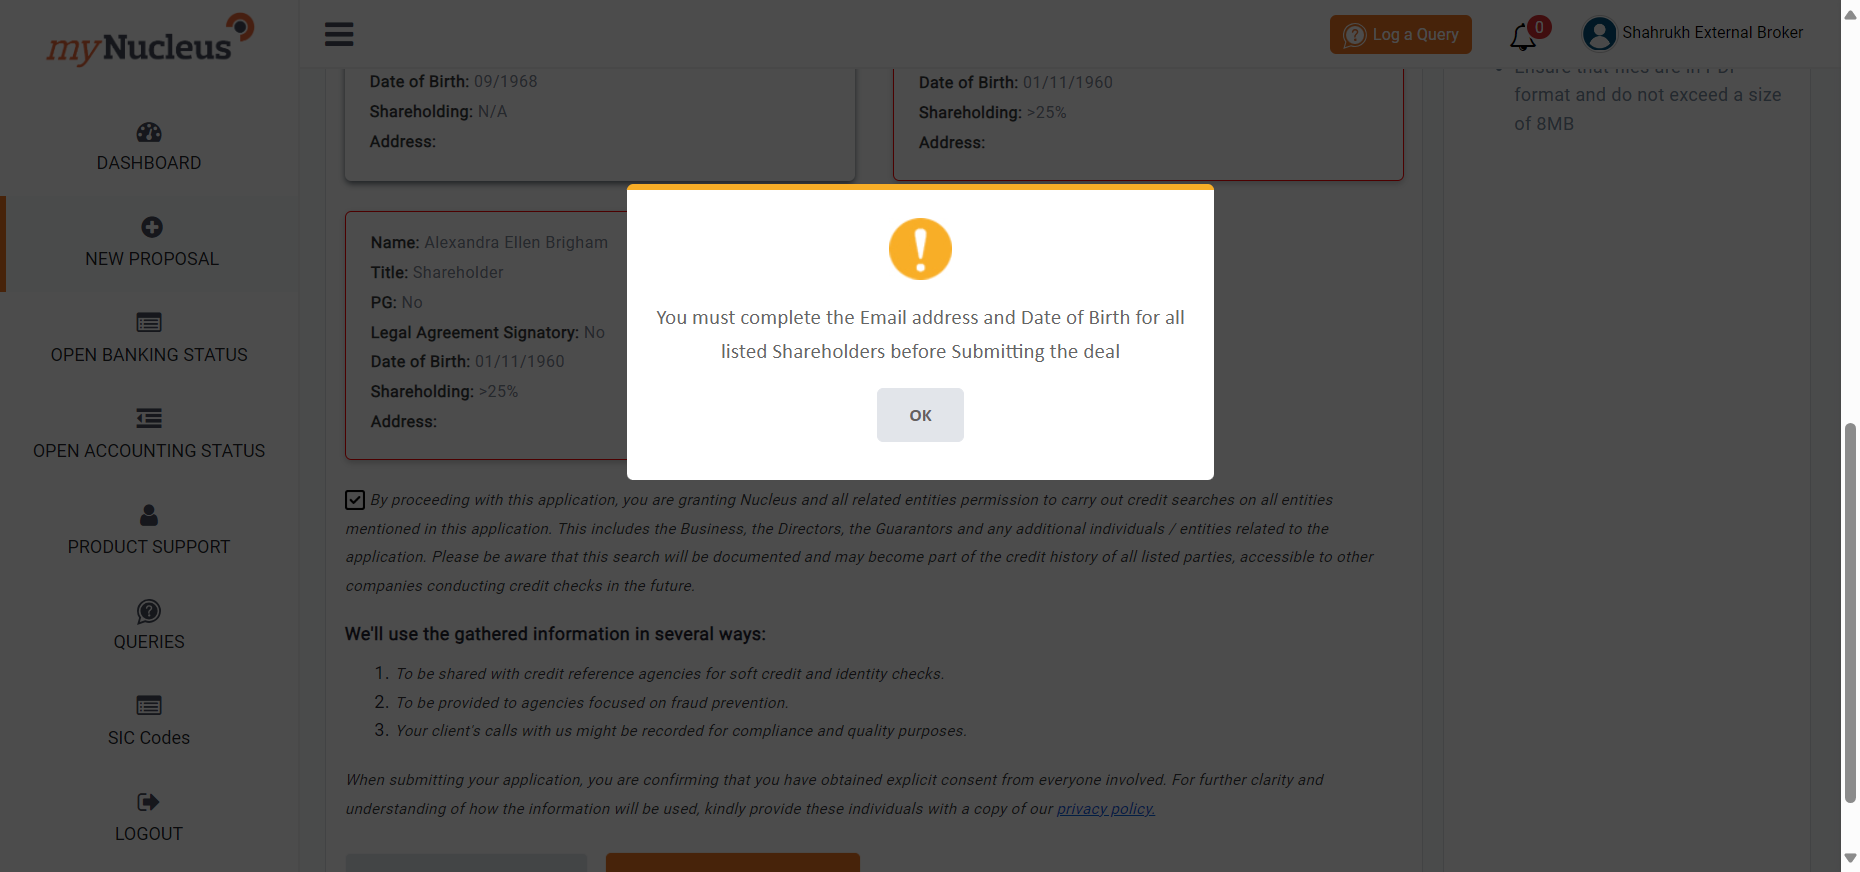 myNucleus
Log a Query
0
Shahrukh External Broker
DASHBOARD
NEW PROPOSAL
OPEN BANKING STATUS
OPEN ACCOUNTING STATUS
PRODUCT SUPPORT
QUERIES
SIC Codes
LOGOUT
Date of Birth: 09/1968
Shareholding: N/A
Address:
Date of Birth: 01/11/1960
Shareholding: >25%
Address:
Ensure that files are in PDF
format and do not exceed a size
of 8MB
Name: Alexandra Ellen Brigham
Title: Shareholder
PG: No
Legal Agreement Signatory: No
Date of Birth: 01/11/1960
Shareholding: >25%
Address:
You must complete the Email address and Date of Birth for all
listed Shareholders before Submitting the deal
OK
By proceeding with this application, you are granting Nucleus and all related entities permission to carry out credit searches on all entities
mentioned in this application. This includes the Business, the Directors, the Guarantors and any additional individuals / entities related to the
application. Please be aware that this search will be documented and may become part of the credit history of all listed parties, accessible to other
companies conducting credit checks in the future.
We'll use the gathered information in several ways:
1. To be shared with credit reference agencies for soft credit and identity checks.
2. To be provided to agencies focused on fraud prevention.
3. Your client's calls with us might be recorded for compliance and quality purposes.
When submitting your application, you are confirming that you have obtained explicit consent from everyone involved. For further clarity and
understanding of how the information will be used, kindly provide these individuals with a copy of our privacy policy.